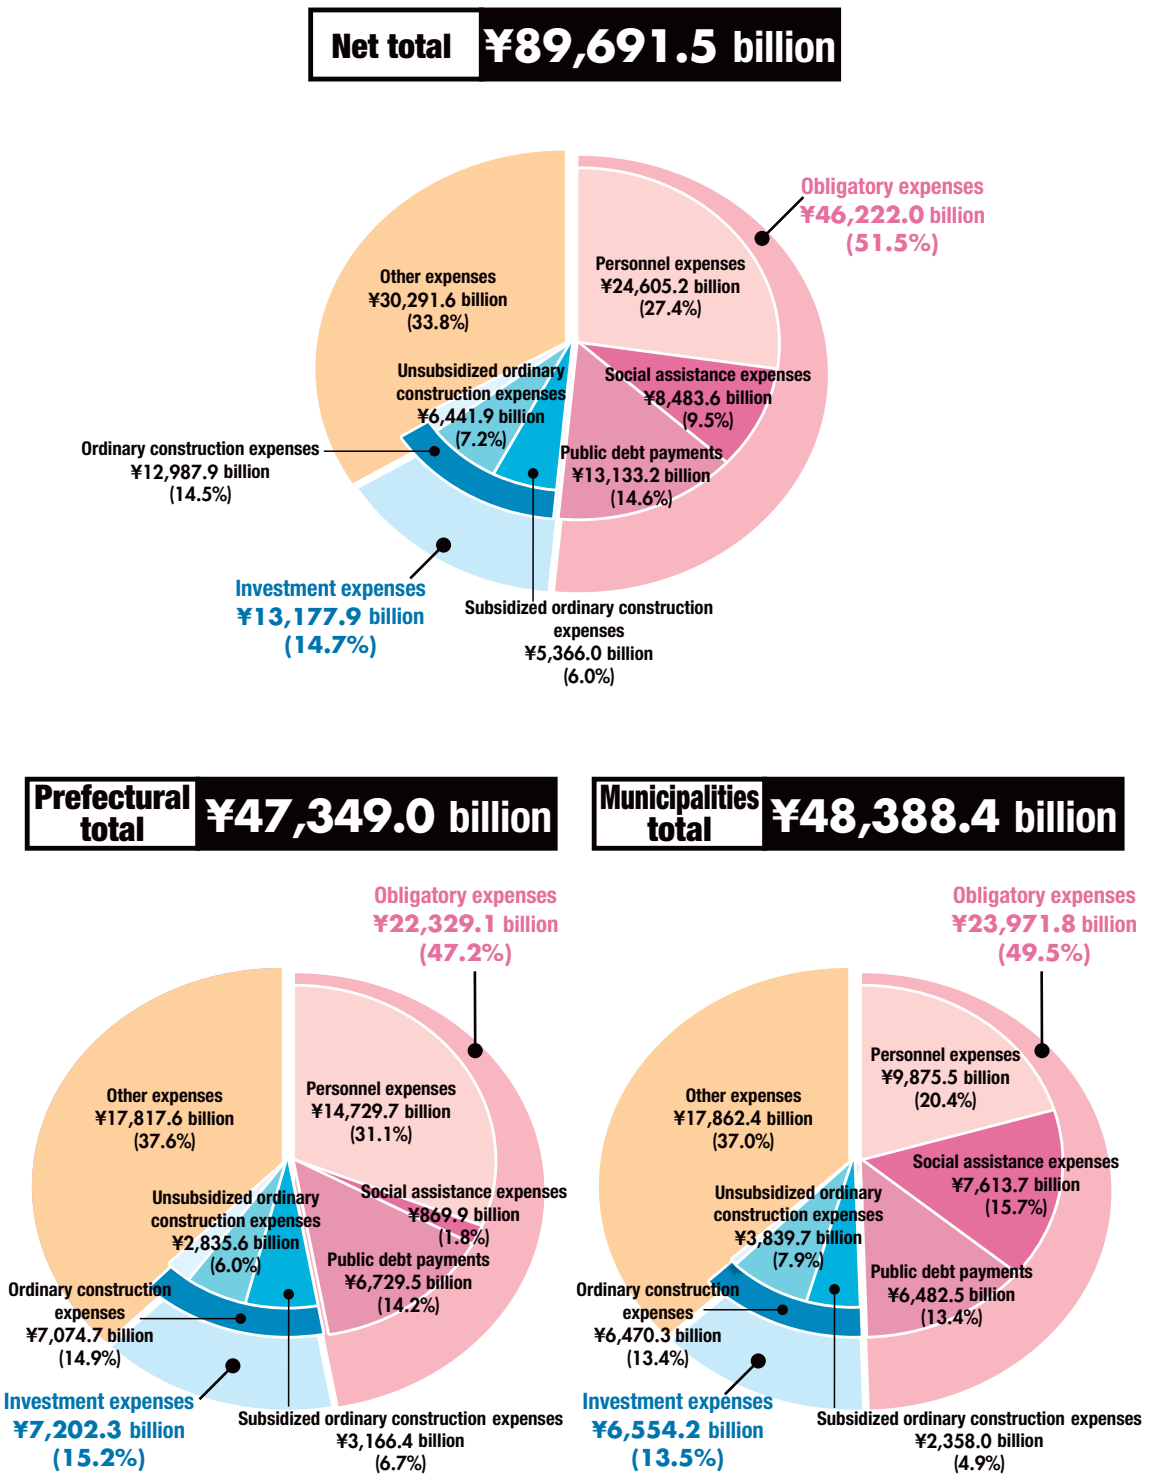 Net total ¥89,691.5 billion
Obligatory expenses
¥46,222.0 billion
(51.5%)
Personnel expenses
¥24,605.2 billion
(27.4%)
Other expenses
¥30,291.6 billion
(33.8%)
Unsubsidized ordinary
construction expenses
¥6,441.9 billion
(7.2%)
Social assistance expenses
¥8,483.6 billion
(9.5%)
Ordinary construction expenses
¥12,987.9 billion
(14.5%)
Public debt payments
¥13,133.2 billion
(14.6%)
Investment expenses
¥13,177.9 billion
(14.7%)
Subsidized ordinary construction
expenses
¥5,366.0 billion
(6.0%)
Prefectural
total
¥47,349.0 billion
Obligatory expenses
¥22,329.1 billion
(47.2%)
Other expenses
¥17,817.6 billion
(37.6%)
Personnel expenses
¥14,729.7 billion
(31.1%)
Unsubsidized ordinary
construction expenses
¥2,835.6 billion
(6.0%)
Social assistance expenses
¥869.9 billion
(1.8%)
Public debt payments
¥6,729.5 billion
(14.2%)
Ordinary construction
expenses
¥7,074.7 billion
(14.9%)
Investment expenses
¥7,202.3 billion
(15.2%)
Subsidized ordinary construction expenses
¥3,166.4 billion
(6.7%)
Municipalities
total
¥48,388.4 billion
Obligatory expenses
¥23,971.8 billion
(49.5%)
Personnel expenses
¥9,875.5 billion
(20.4%)
Other expenses
¥17,862.4 billion
(37.0%)
Social assistance expenses
¥7,613.7 billion
(15.7%)
Unsubsidized ordinary
construction expenses
¥3,839.7 billion
(7.9%)
Public debt payments
¥6,482.5 billion
(13.4%)
Ordinary construction
expenses
¥6,470.3 billion
(13.4%)
Investment expenses
¥6,554.2 billion
(13.5%)
Subsidized ordinary construction expenses
¥2,358.0 billion
(4.9%)